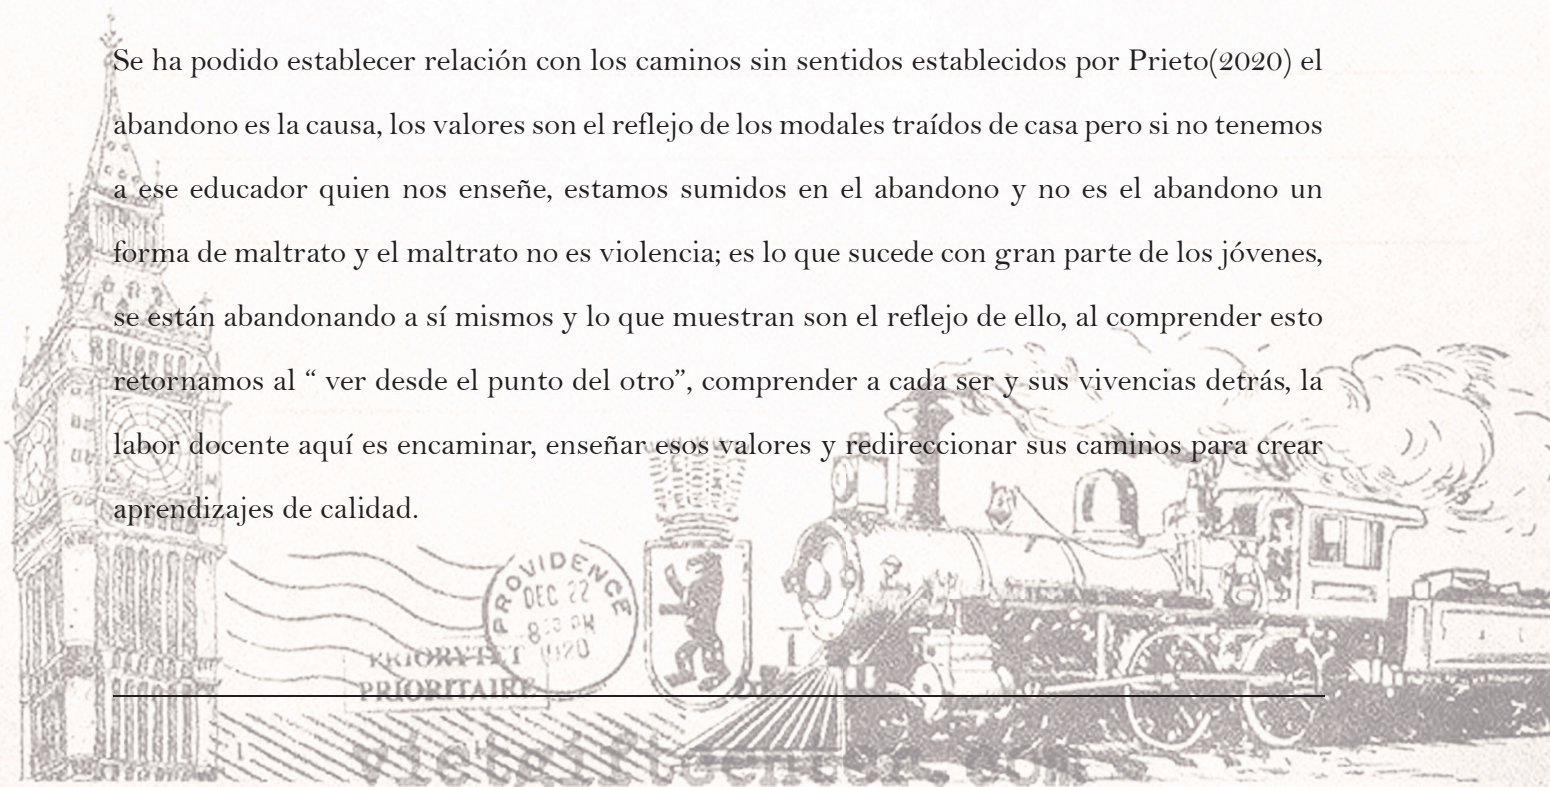 Se ha podido establecer relación con los caminos sin sentidos establecidos por Prieto(2020) el
abandono es la causa, los valores son el reflejo de los modales traídos de casa pero si no tenemos
a ese educador quien nos enseñe, estamos sumidos en el abandono y no es el abandono un
forma de maltrato y el maltrato no es violencia; es lo que sucede con gran parte de los jóvenes,
se están abandonando a sí mismos y lo que muestran son el reflejo de ello, al comprender esto
retornamos al “ ver desde el punto del otro”, comprender a cada ser y sus vivencias detrás, la
labor docente aquí es encaminar, enseñar esos valores y redireccionar sus caminos para crear
aprendizajes de calidad.
PROVIDENCE
DEC 22
1920
PRIORITAIRE